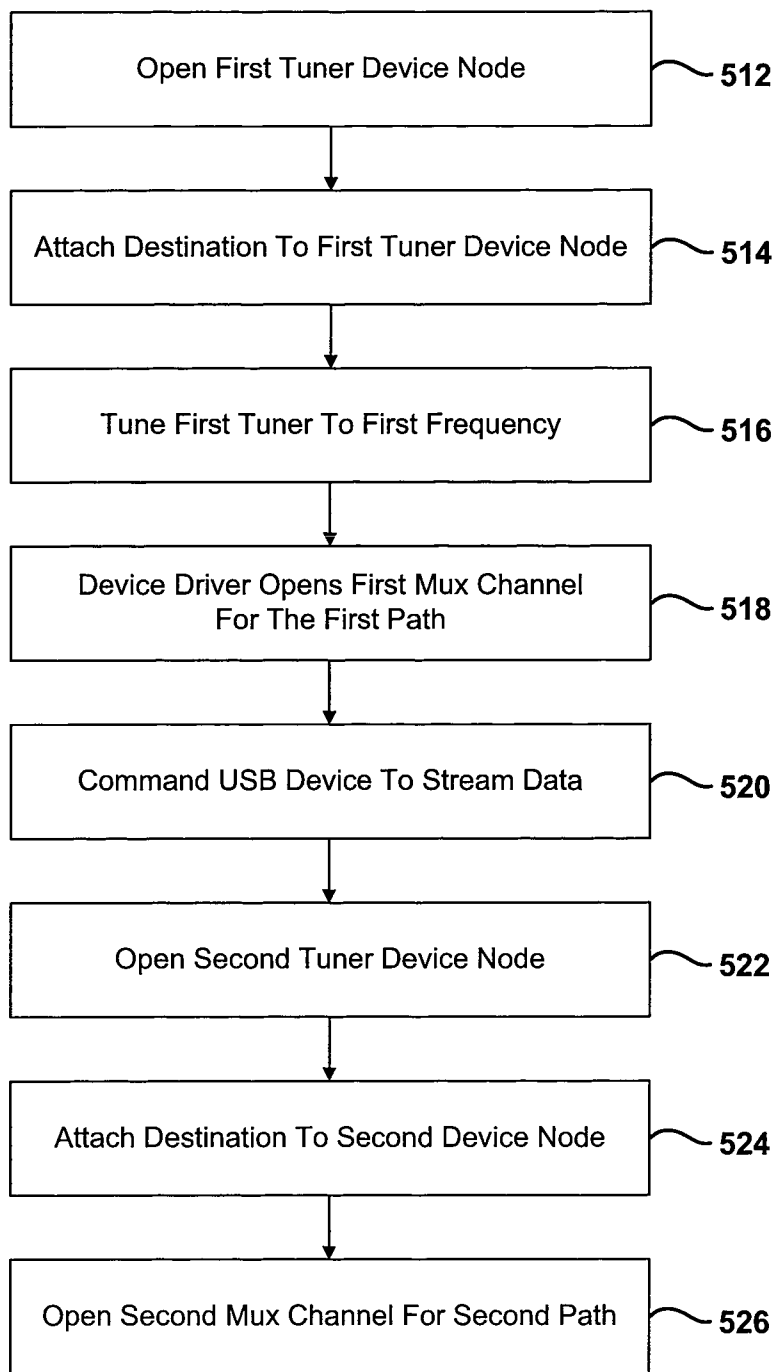 Open First Tuner Device Node
512
Attach Destination To First Tuner Device Node
514
Tune First Tuner To First Frequency
516
Device Driver Opens First Mux Channel
For The First Path
518
Command USB Device To Stream Data
520
Open Second Tuner Device Node
522
Attach Destination To Second Device Node
524
Open Second Mux Channel For Second Path
526